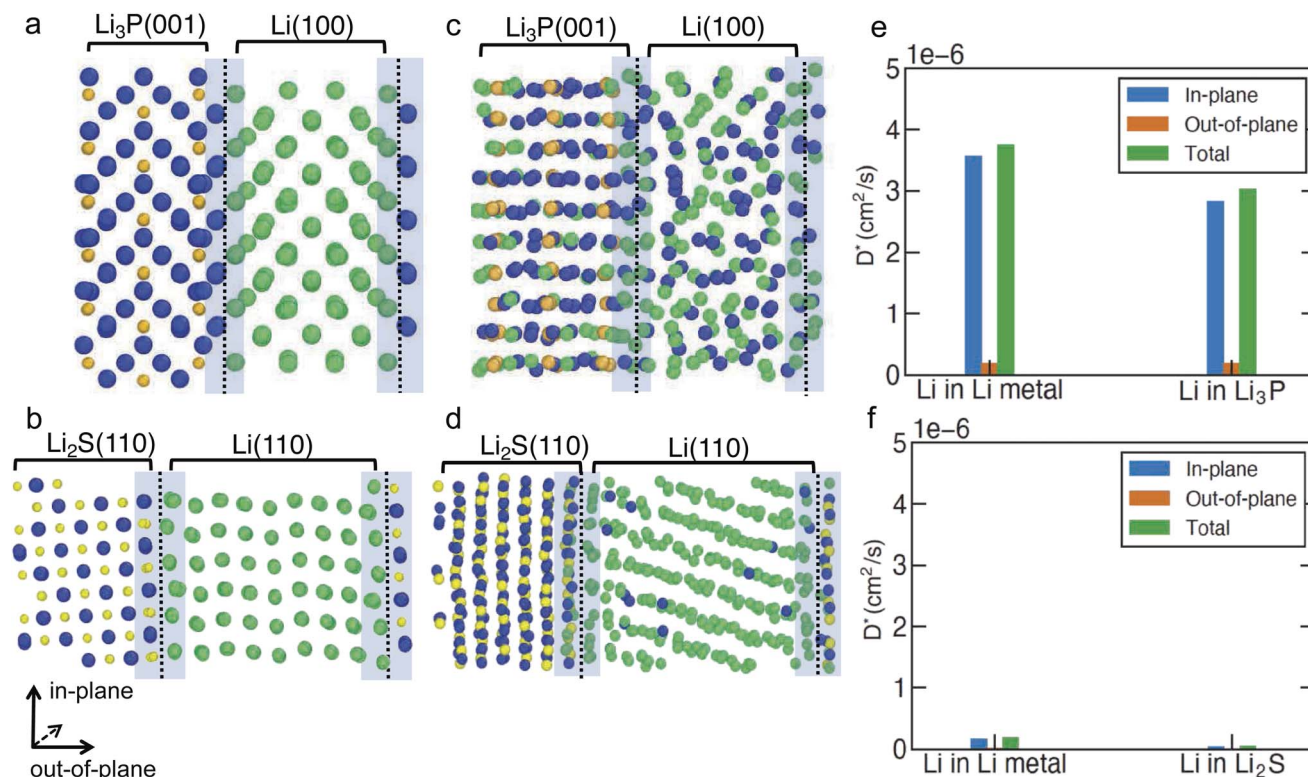 a
Li₃P(001)
Li(100)
c
Li₃P(001)
Li(100)
b
Li₂S(110)
Li(110)
d
Li₂S(110)
Li(110)
in-plane
out-of-plane
e
1e-6
5
4
3
2
1
0
D* (cm²/s)
In-plane
Out-of-plane
Total
Li in Li metal
Li in Li₃P
f
1e-6
5
4
3
2
1
0
D* (cm²/s)
In-plane
Out-of-plane
Total
Li in Li metal
Li in Li₂S